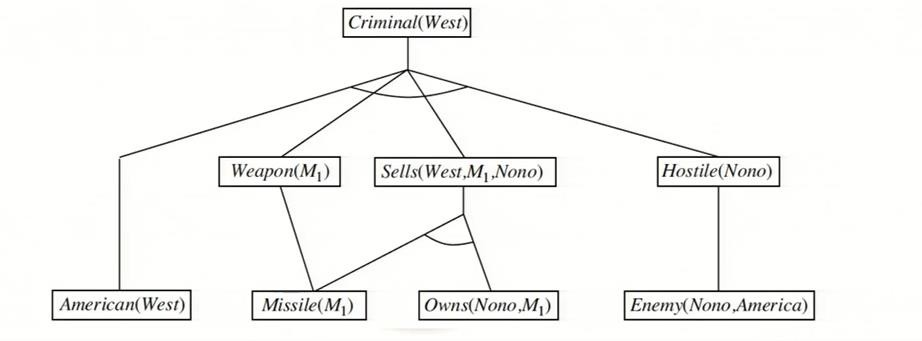 Criminal(West)
Weapon(M₁)
Sells(West,M₁,Nono)
Hostile(Nono)
American(West)
Missile(M₁)
Owns(Nono,M₁)
Enemy(Nono,America)